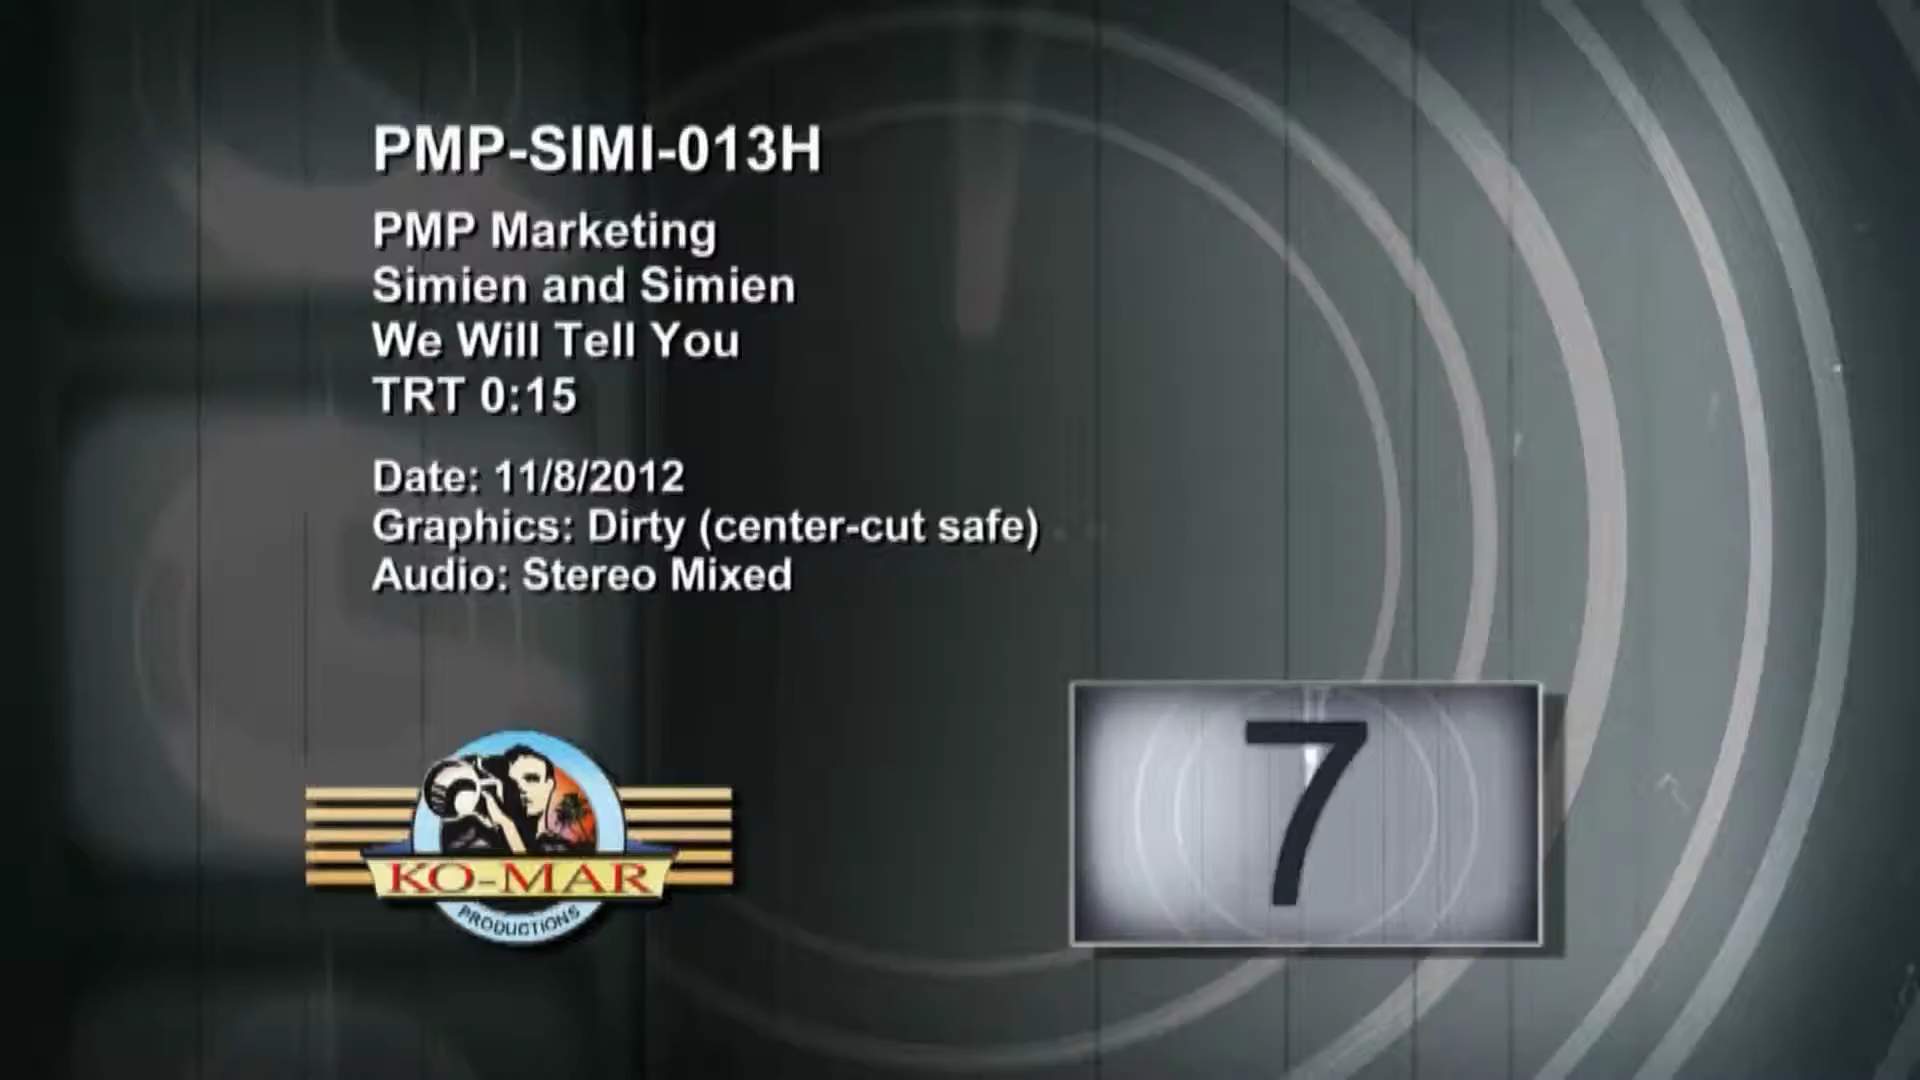 PMP-SIMI-013H
PMP Marketing
Simien and Simien
We Will Tell You
TRT 0:15
Date: 11/8/2012
Graphics: Dirty (center-cut safe)
Audio: Stereo Mixed
KO-MAR
PRODUCTIONS
7